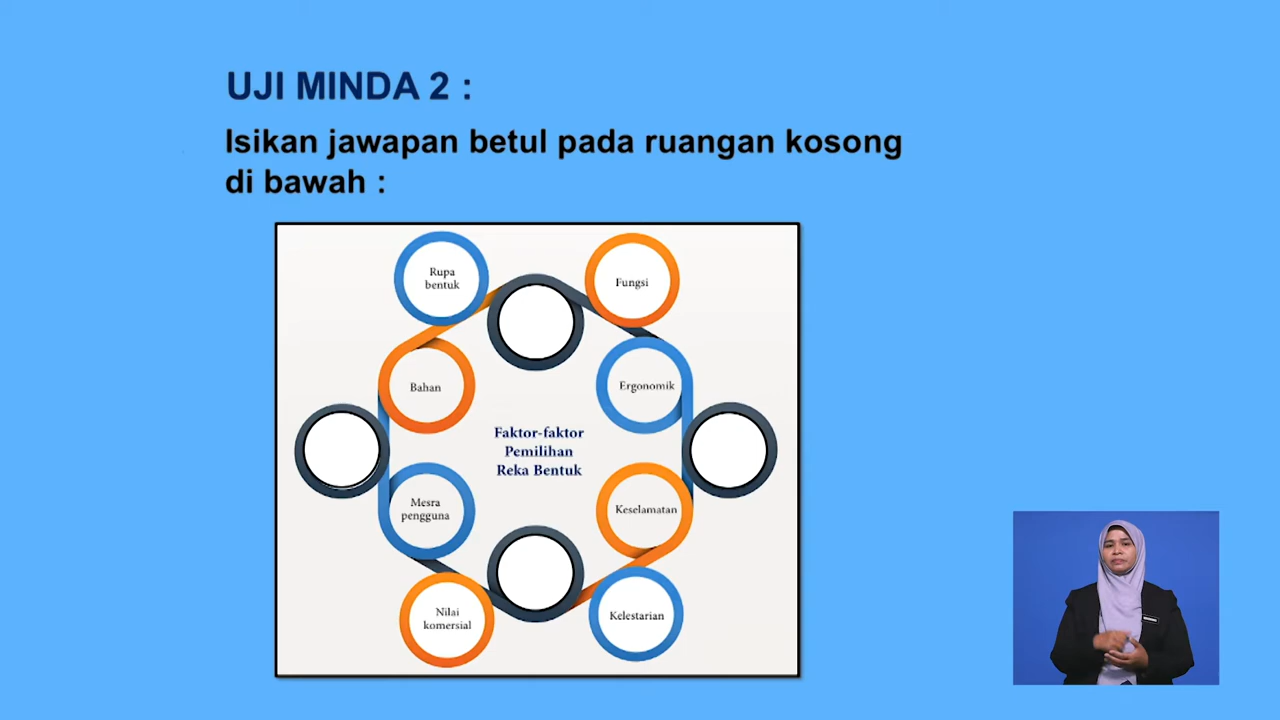 UJI MINDA 2 :
Isikan jawapan betul pada ruangan kosong
di bawah :
Rupa
bentuk
Fungsi
Bahan
Ergonomik
Faktor-faktor
Pemilihan
Reka Bentuk
Mesra
pengguna
Keselamatan
Nilai
komersial
Kelestarian